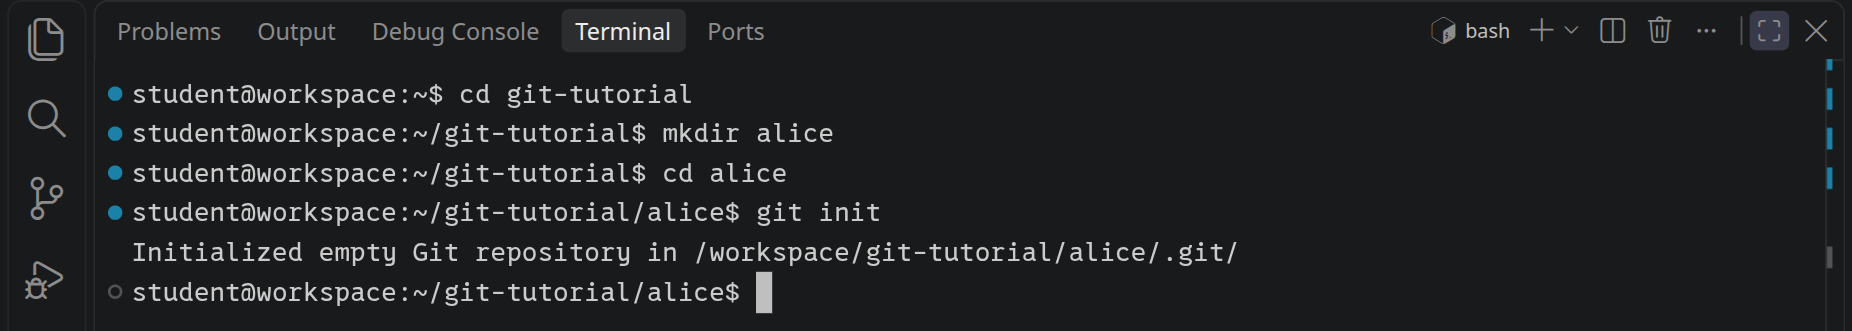 Problems Output Debug Console Terminal Ports bash
student@workspace:~$ cd git-tutorial
student@workspace:~/git-tutorial$ mkdir alice
student@workspace:~/git-tutorial$ cd alice
student@workspace:~/git-tutorial/alice$ git init
Initialized empty Git repository in /workspace/git-tutorial/alice/.git/
student@workspace:~/git-tutorial/alice$